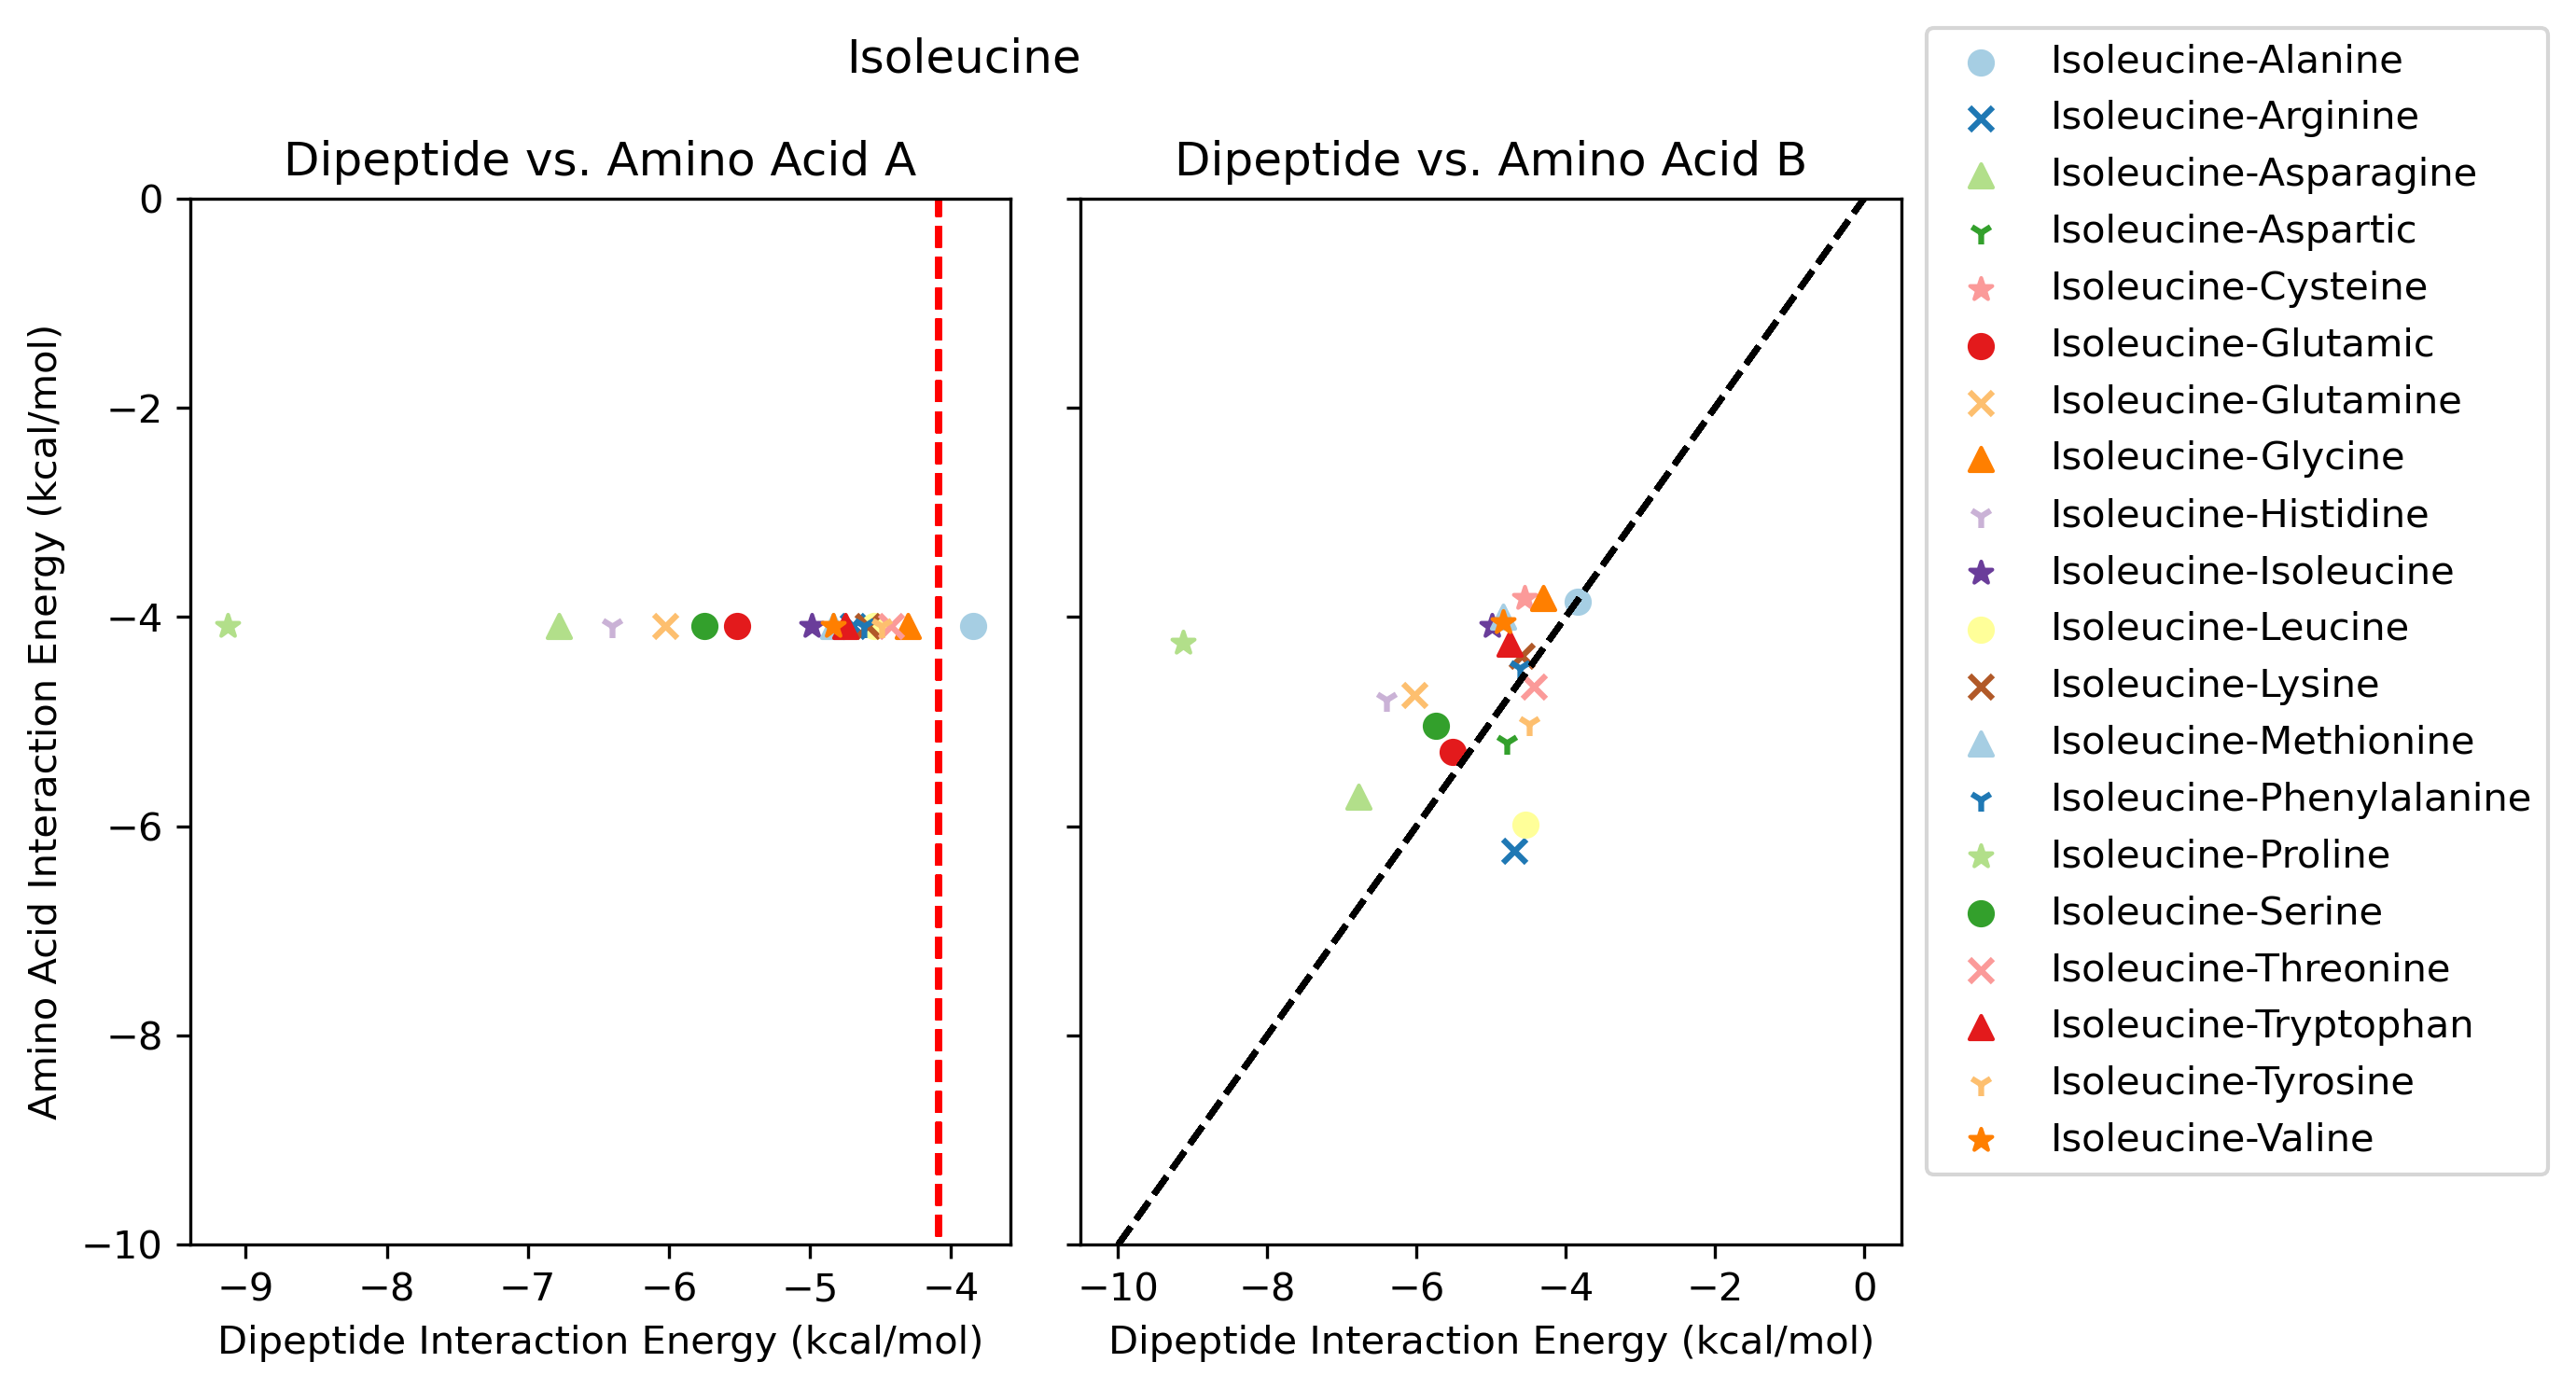 Isoleucine
Dipeptide vs. Amino Acid A
Dipeptide vs. Amino Acid B
Amino Acid Interaction Energy (kcal/mol)
0
−2
−4
−6
−8
−10
−9 −8 −7 −6 −5 −4
−10 −8 −6 −4 −2 0
Dipeptide Interaction Energy (kcal/mol)
Dipeptide Interaction Energy (kcal/mol)
Isoleucine-Alanine
Isoleucine-Arginine
Isoleucine-Asparagine
Isoleucine-Aspartic
Isoleucine-Cysteine
Isoleucine-Glutamic
Isoleucine-Glutamine
Isoleucine-Glycine
Isoleucine-Histidine
Isoleucine-Isoleucine
Isoleucine-Leucine
Isoleucine-Lysine
Isoleucine-Methionine
Isoleucine-Phenylalanine
Isoleucine-Proline
Isoleucine-Serine
Isoleucine-Threonine
Isoleucine-Tryptophan
Isoleucine-Tyrosine
Isoleucine-Valine